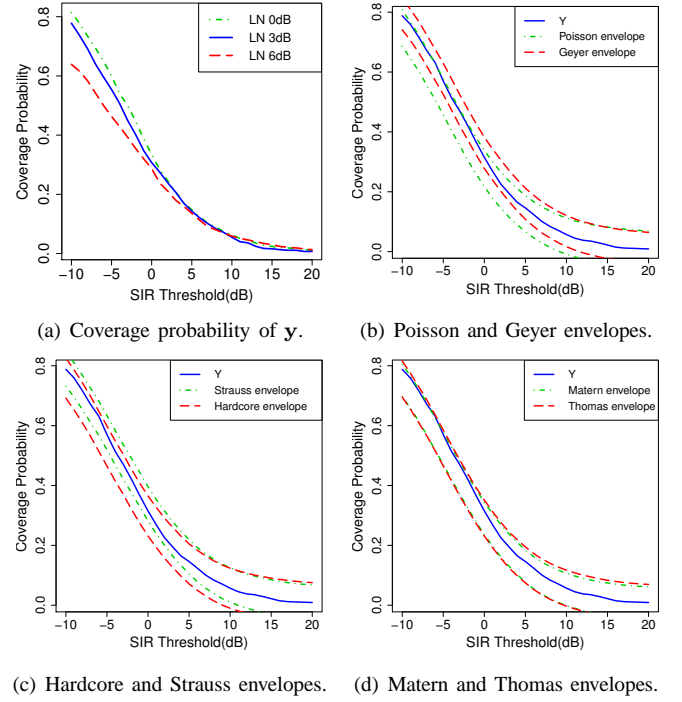 LN 0dB
LN 3dB
LN 6dB
Coverage Probability
0.0 0.2 0.4 0.6 0.8
−10 −5 0 5 10 15 20
SIR Threshold(dB)
(a) Coverage probability of y.
Y
Poisson envelope
Geyer envelope
Coverage Probability
0.0 0.2 0.4 0.6 0.8
−10 −5 0 5 10 15 20
SIR Threshold(dB)
(b) Poisson and Geyer envelopes.
Y
Strauss envelope
Hardcore envelope
Coverage Probability
0.0 0.2 0.4 0.6 0.8
−10 −5 0 5 10 15 20
SIR Threshold(dB)
(c) Hardcore and Strauss envelopes.
Y
Matern envelope
Thomas envelope
Coverage Probability
0.0 0.2 0.4 0.6 0.8
−10 −5 0 5 10 15 20
SIR Threshold(dB)
(d) Matern and Thomas envelopes.